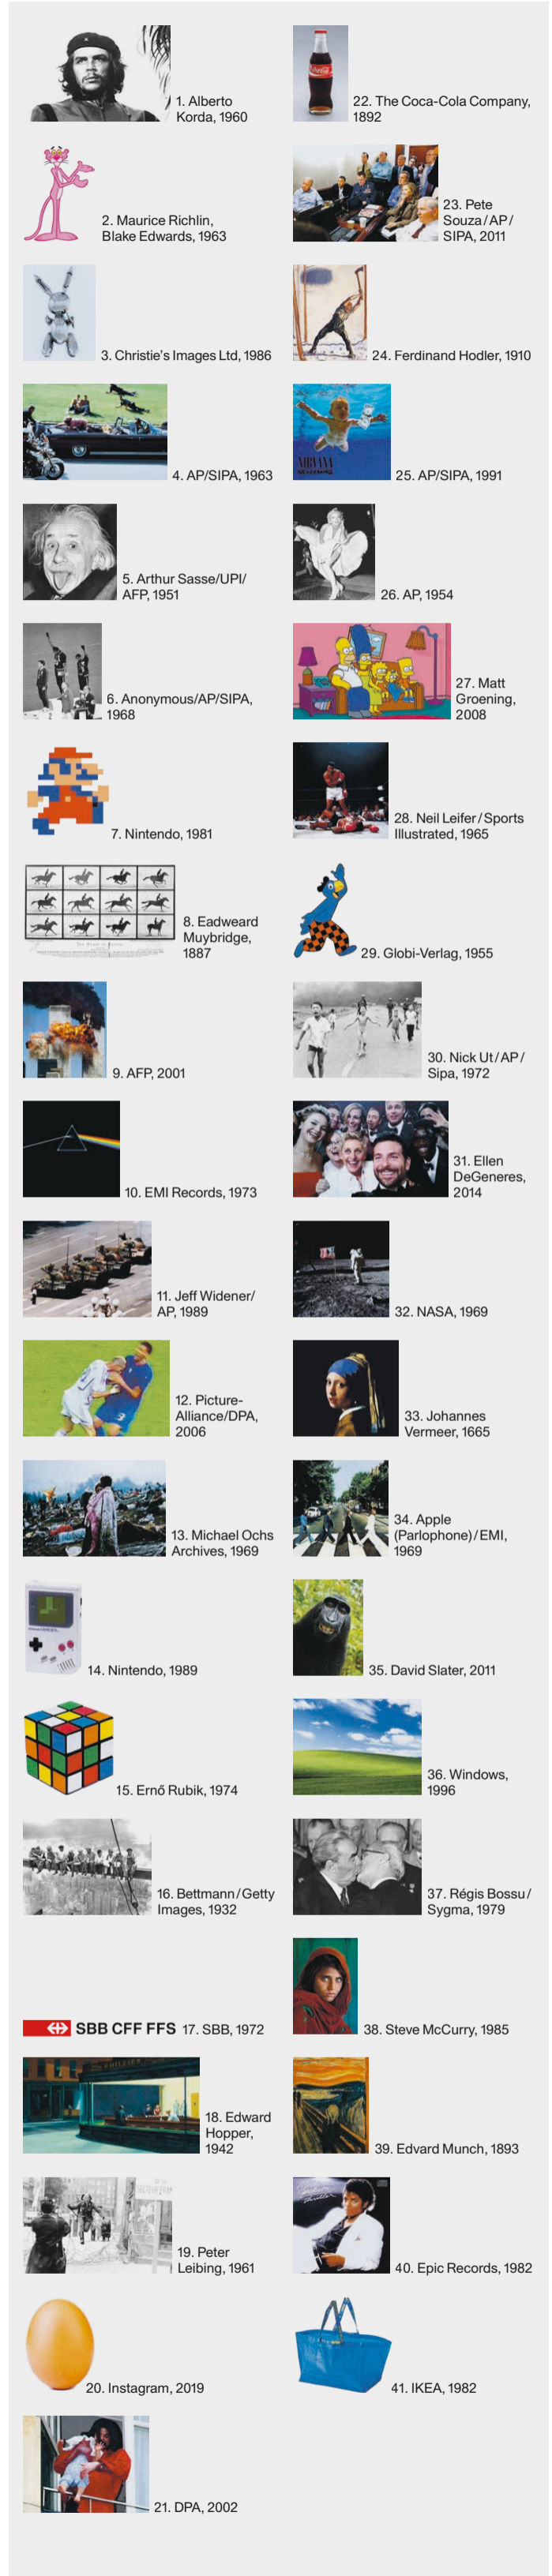 1. Alberto
Korda, 1960
2. Maurice Richlin,
Blake Edwards, 1963
3. Christie's Images Ltd, 1986
4. AP/SIPA, 1963
5. Arthur Sasse/UPI/
AFP, 1951
6. Anonymous/AP/SIPA,
1968
7. Nintendo, 1981
8. Eadweard
Muybridge,
1887
9. AFP, 2001
10. EMI Records, 1973
11. Jeff Widener/
AP, 1989
12. Picture-
Alliance/DPA,
2006
13. Michael Ochs
Archives, 1969
14. Nintendo, 1989
15. Ernő Rubik, 1974
16. Bettmann/Getty
Images, 1932
SBB CFF FFS 17. SBB, 1972
18. Edward
Hopper,
1942
19. Peter
Leibing, 1961
20. Instagram, 2019
21. DPA, 2002
Coca-Cola
22. The Coca-Cola Company,
1892
23. Pete
Souza/AP/
SIPA, 2011
24. Ferdinand Hodler, 1910
NIRVANA
25. AP/SIPA, 1991
26. AP, 1954
27. Matt
Groening,
2008
28. Neil Leifer/Sports
Illustrated, 1965
29. Globi-Verlag, 1955
30. Nick Ut/AP/
Sipa, 1972
31. Ellen
DeGeneres,
2014
32. NASA, 1969
33. Johannes
Vermeer, 1665
34. Apple
(Parlophone)/EMI,
1969
35. David Slater, 2011
36. Windows,
1996
37. Régis Bossu/
Sygma, 1979
38. Steve McCurry, 1985
39. Edvard Munch, 1893
40. Epic Records, 1982
41. IKEA, 1982